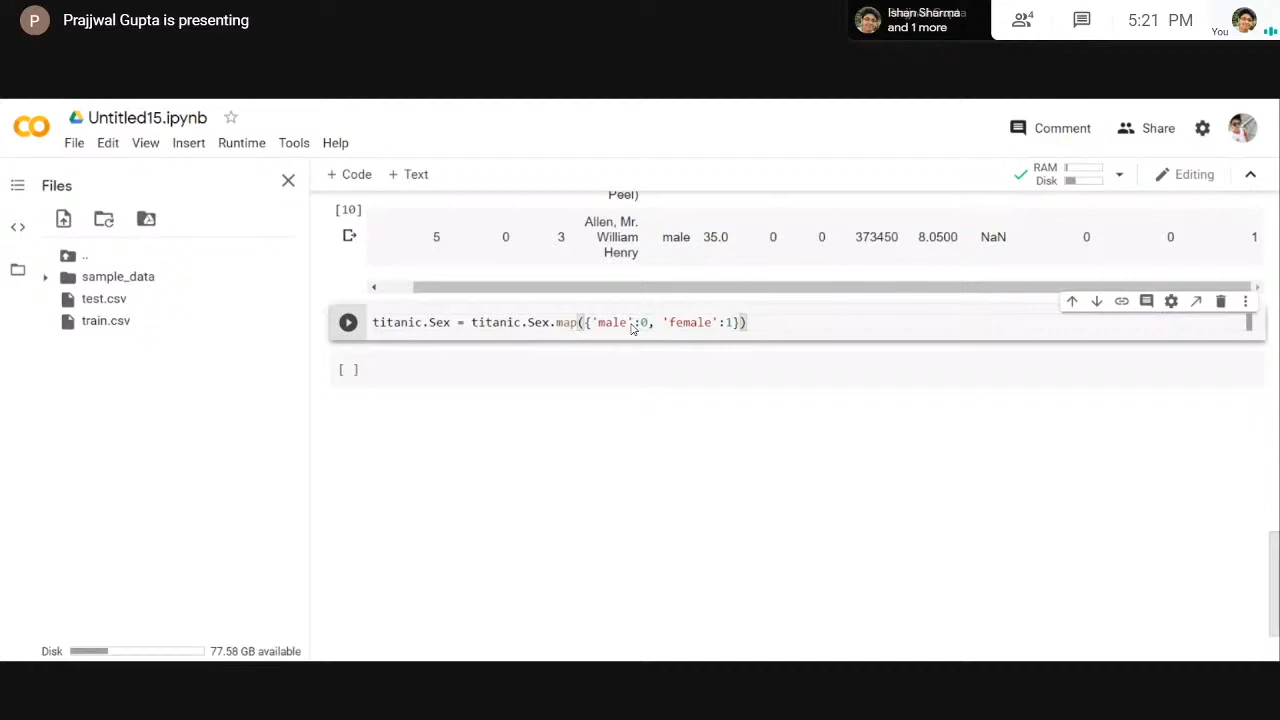 P Prajjwal Gupta is presenting
Ishan Sharma
and 1 more
4
5:21 PM
You
Untitled15.ipynb
File Edit View Insert Runtime Tools Help
Comment Share
Files
+ Code + Text
RAM
Disk
Editing
..
sample_data
test.csv
train.csv
Peel)
[10]
Allen, Mr.
5 0 3 William male 35.0 0 0 373450 8.0500 NaN 0 0 1
Henry
titanic.Sex = titanic.Sex.map({'male':0, 'female':1})
[ ]
Disk 77.58 GB available